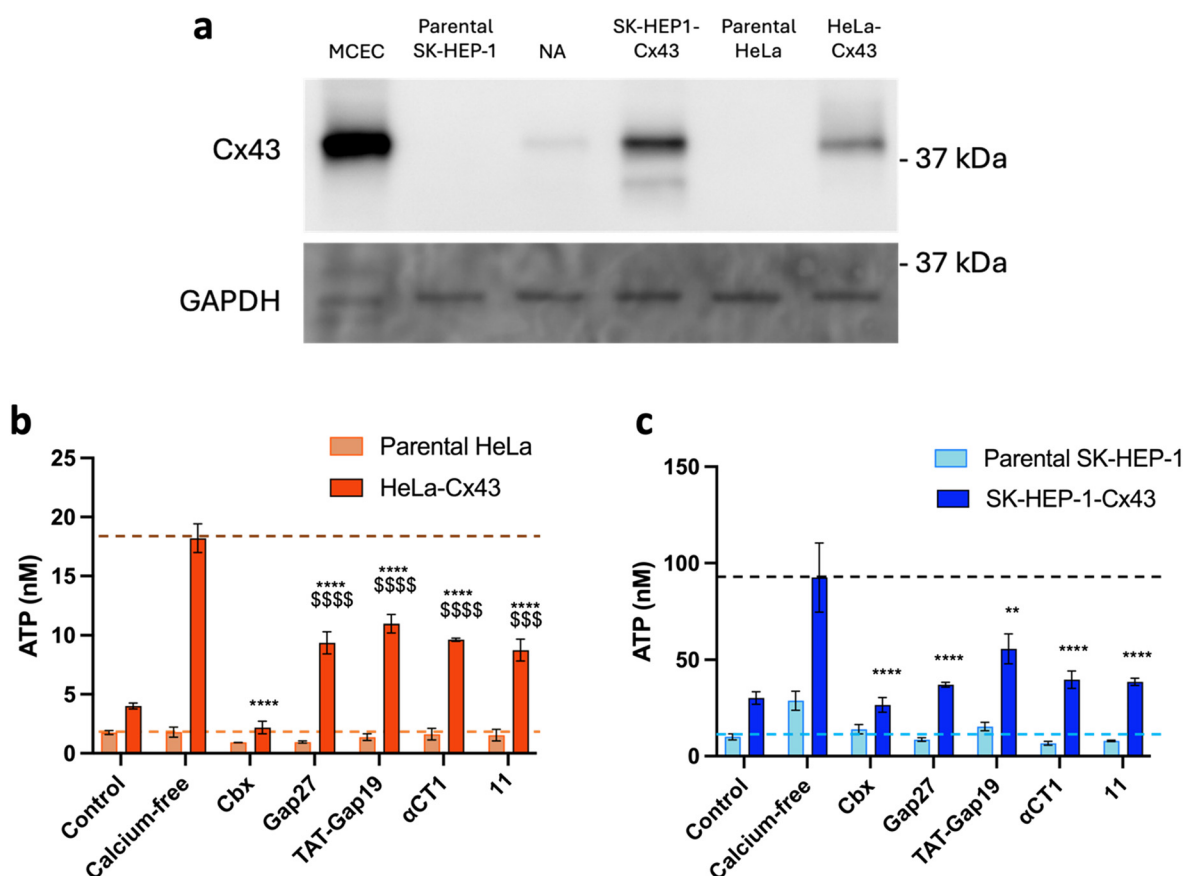 a
MCEC
Parental
SK-HEP-1
NA
SK-HEP1-
Cx43
Parental
HeLa
HeLa-
Cx43
Cx43
- 37 kDa
- 37 kDa
GAPDH
b
Parental HeLa
HeLa-Cx43
ATP (nM)
25
20
15
10
5
0
****
****
$$$$
****
$$$$
****
$$$$
****
$$$
Control
Calcium-free
Cbx
Gap27
TAT-Gap19
αCT1
11
c
Parental SK-HEP-1
SK-HEP-1-Cx43
ATP (nM)
150
100
50
0
****
****
**
****
****
Control
Calcium-free
Cbx
Gap27
TAT-Gap19
αCT1
11